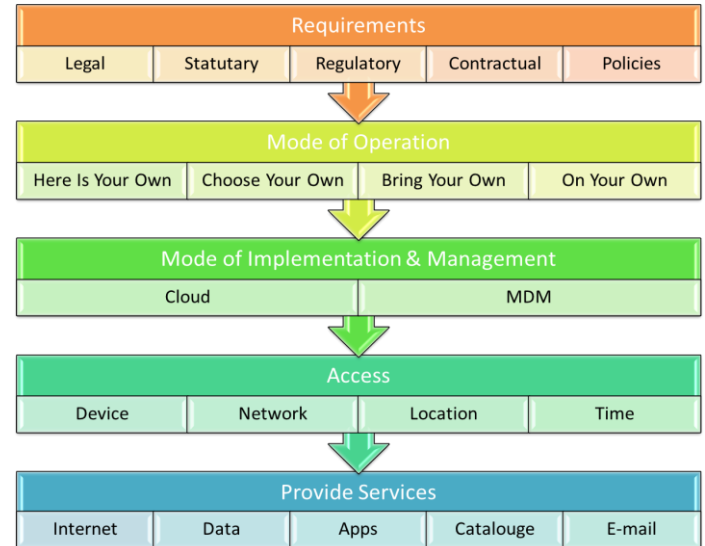 Requirements
Legal Statutary Regulatory Contractual Policies
Mode of Operation
Here Is Your Own Choose Your Own Bring Your Own On Your Own
Mode of Implementation & Management
Cloud MDM
Access
Device Network Location Time
Provide Services
Internet Data Apps Catalouge E-mail